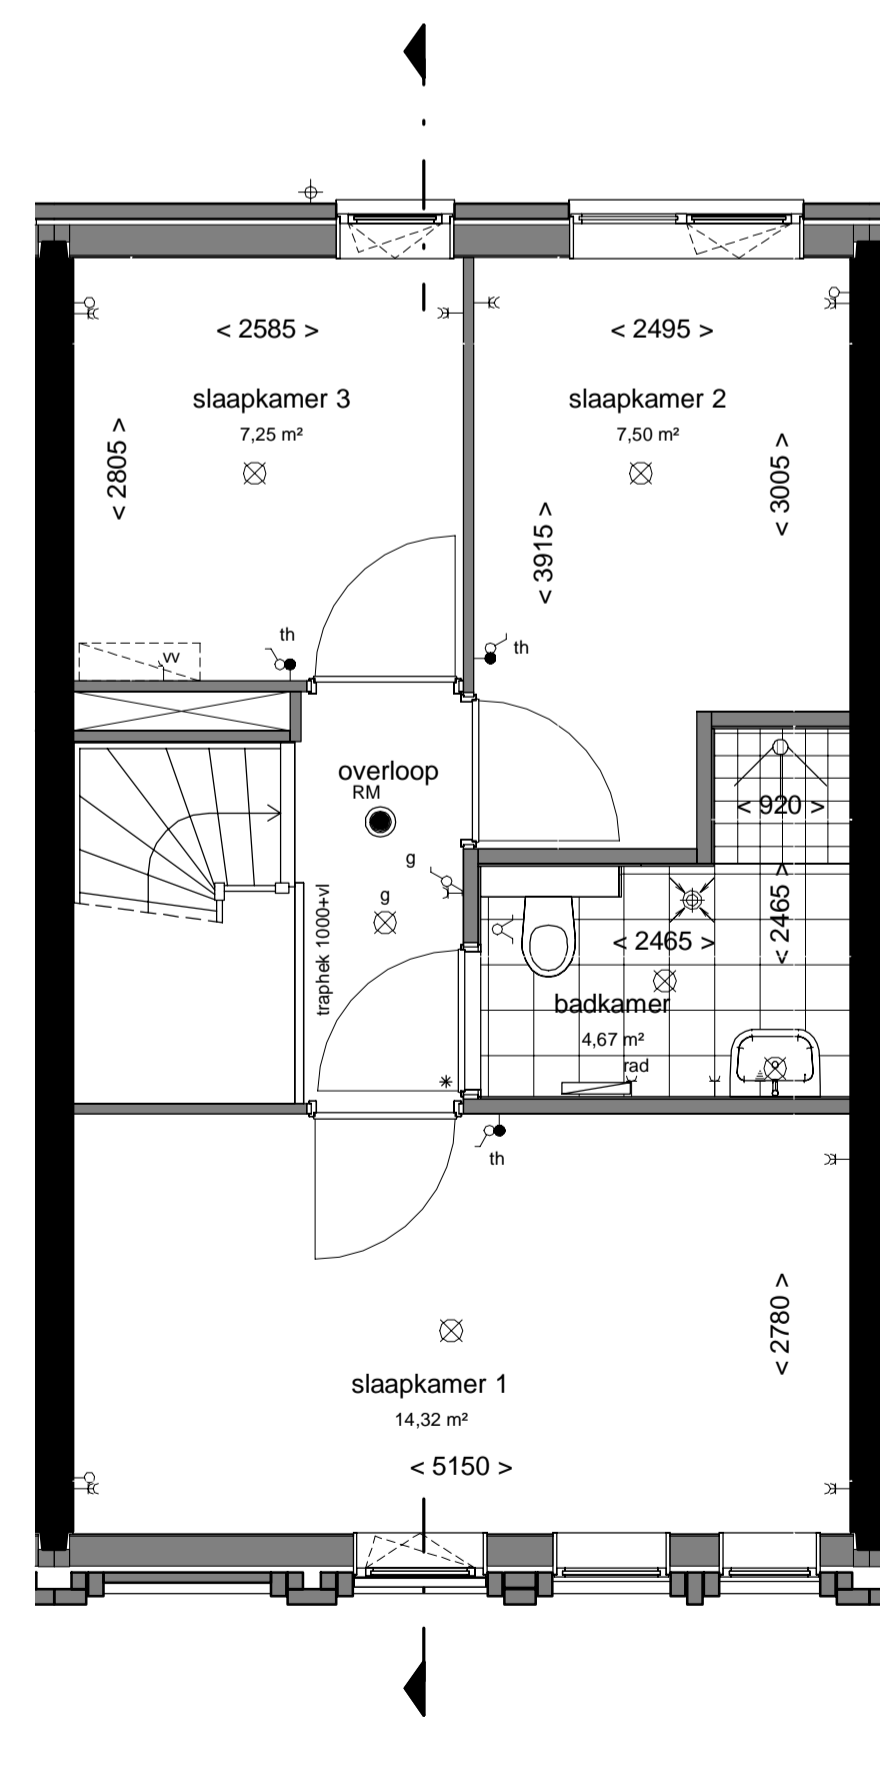 < 2585 >
< 2495 >
slaapkamer 3
7,25 m²
slaapkamer 2
7,50 m²
< 2805 >
< 3005 >
< 3915 >
th
th
vv
overloop
RM
< 920 >
g
g
traphek 1000+vl
< 2465 >
< 2465 >
badkamer
4,67 m²
rad
th
< 2780 >
slaapkamer 1
14,32 m²
< 5150 >